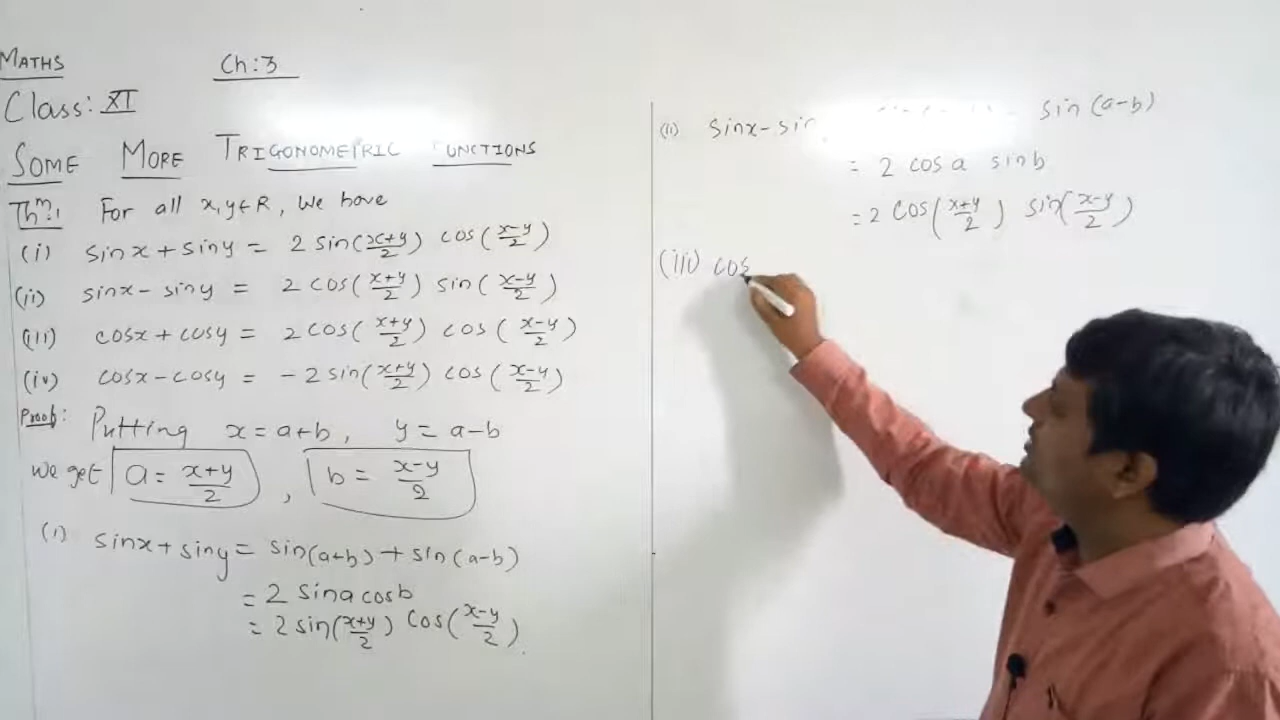 MATHS Ch:3
Class: XI
SOME MORE TRIGONOMETRIC FUNCTIONS
Thm:1 For all x,y∈R, We have
(i) sinx + siny = 2 sin(x+y/2) cos(x-y/2)
(ii) sinx - siny = 2 cos(x+y/2) sin(x-y/2)
(iii) cosx + cosy = 2 cos(x+y/2) cos(x-y/2)
(iv) cosx - cosy = -2 sin(x+y/2) cos(x-y/2)
Proof: Putting x = a+b, y = a-b
We get a = x+y/2, b = x-y/2
(i) sinx + siny = sin(a+b) + sin(a-b)
= 2 sina cosb
= 2 sin(x+y/2) cos(x-y/2).
(ii) sinx - sin sin(a-b)
= 2 cosa sinb
= 2 cos(x+y/2) sin(x-y/2)
(iii) cos